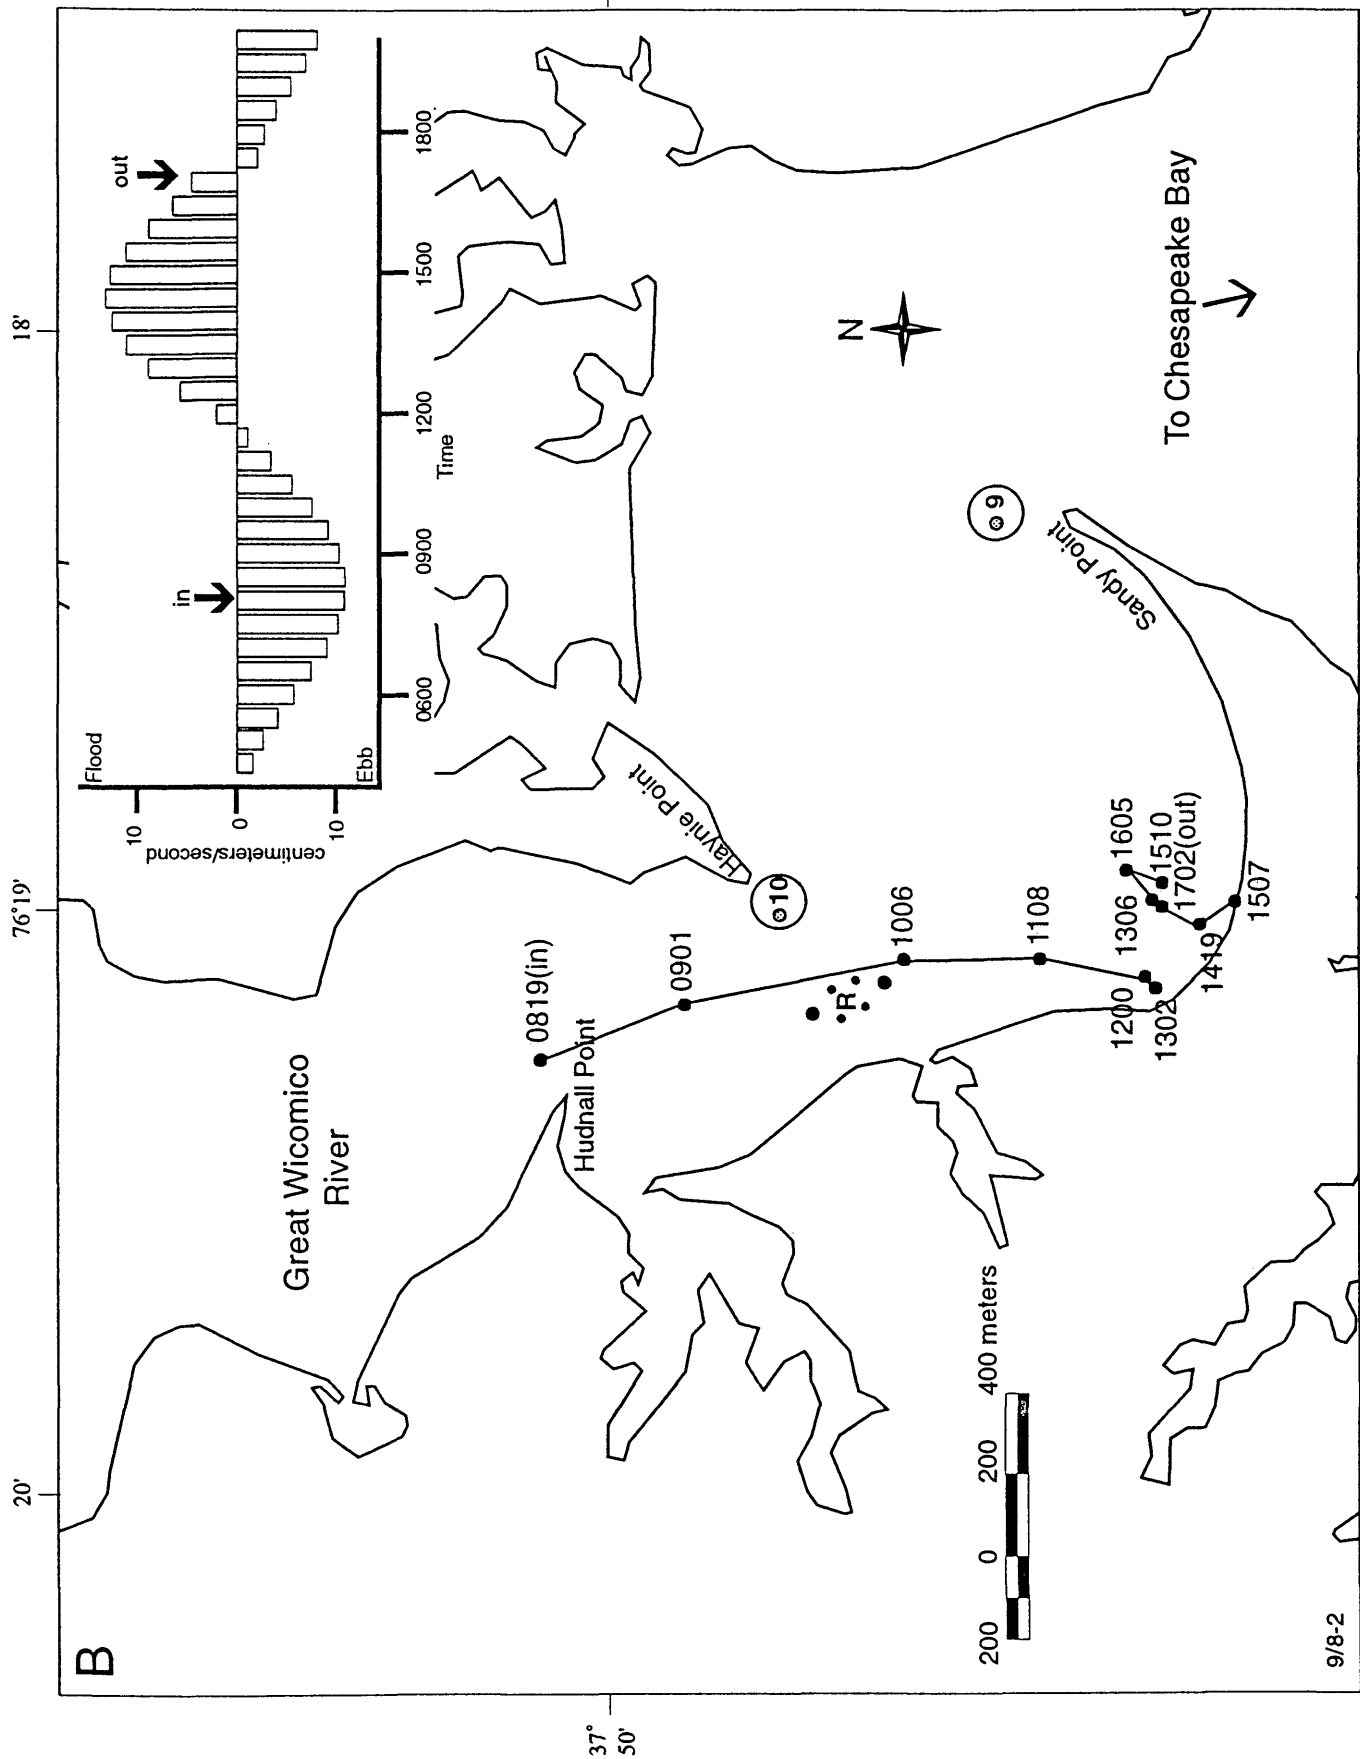 B
20'
76°19'
18'
37°
50'
Flood
Ebb
10
0
10
centimeters/second
in
out
0600
0900
1200
1500
1800
Time
Great Wicomico
River
Hudnall Point
Haynie Point
Sandy Point
10
9
N
R
0819(in)
0901
1006
1108
1200
1302
1306
1419
1507
1510
1605
1702(out)
To Chesapeake Bay
200
0
200
400 meters
9/8-2